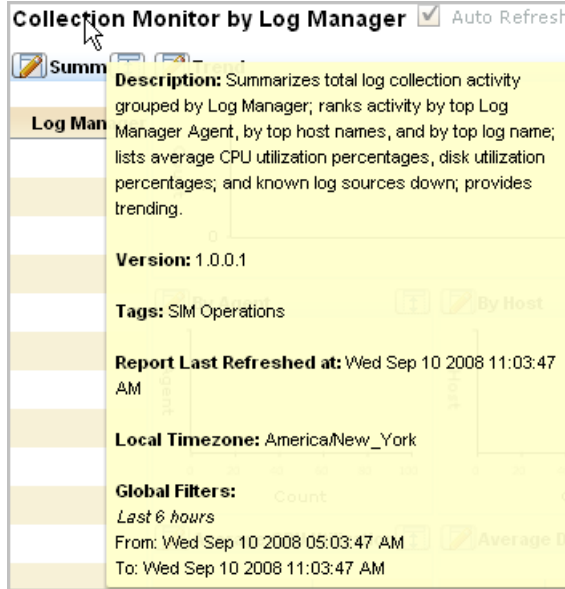 Collection Monitor by Log Manager Auto Refresh
Summ Trend
Log Man
Description: Summarizes total log collection activity
grouped by Log Manager; ranks activity by top Log
Manager Agent, by top host names, and by top log name;
lists average CPU utilization percentages, disk utilization
percentages; and known log sources down; provides
trending.
0
Version: 1.0.0.1
By Agent By Host
Tags: SIM Operations
Report Last Refreshed at: Wed Sep 10 2008 11:03:47
AM
Local Timezone: America/New_York
Global Filters:
Count
Last 6 hours
From: Wed Sep 10 2008 05:03:47 AM
Average D
To: Wed Sep 10 2008 11:03:47 AM